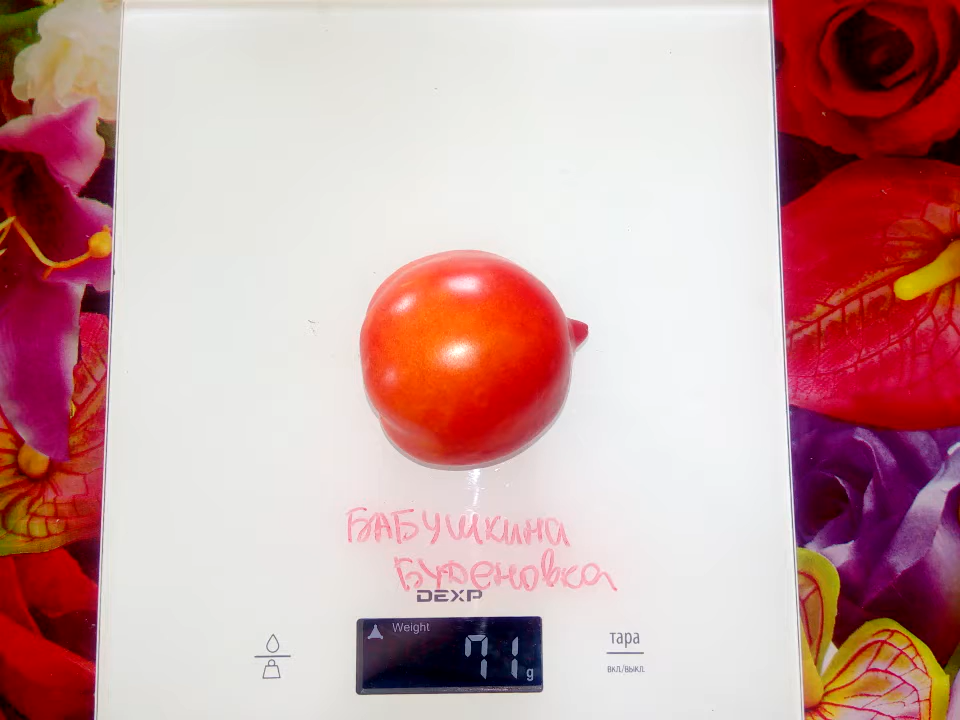 БАБУШКИНА
БУДЕНОВКА
DEXP
Weight
71 g
тара
вкл./выкл.